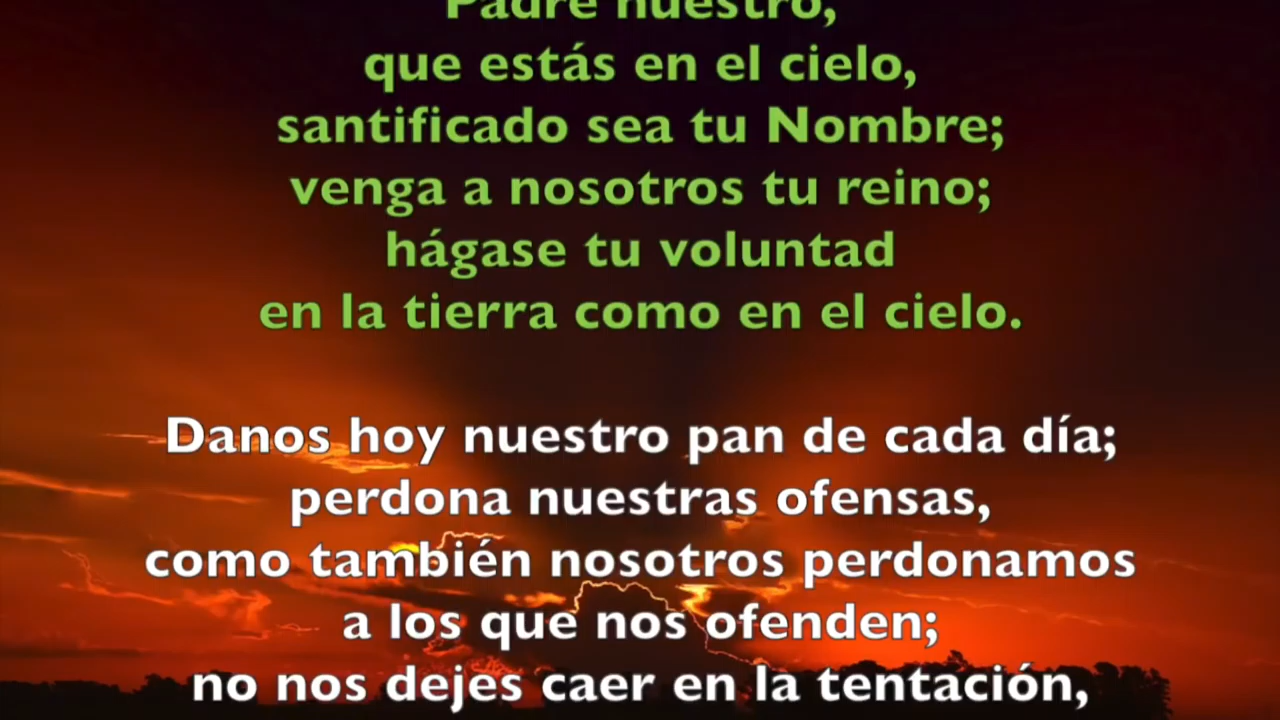 Padre nuestro,
que estás en el cielo,
santificado sea tu Nombre;
venga a nosotros tu reino;
hágase tu voluntad
en la tierra como en el cielo.
Danos hoy nuestro pan de cada día;
perdona nuestras ofensas,
como también nosotros perdonamos
a los que nos ofenden;
no nos dejes caer en la tentación,